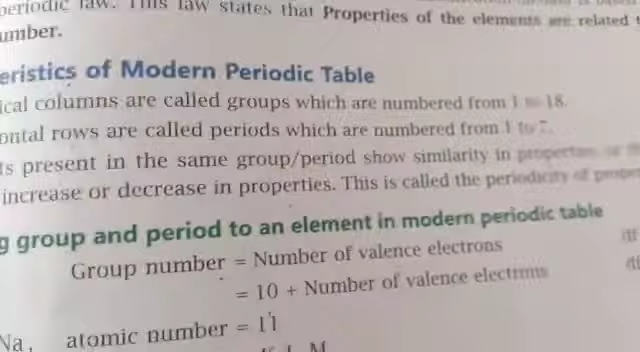 periodic law. This law states that Properties of the elements are related
umber.
eristics of Modern Periodic Table
ical columns are called groups which are numbered from 1 to 18.
ontal rows are called periods which are numbered from 1 to 7.
ts present in the same group/period show similarity in properties or
increase or decrease in properties. This is called the periodicity of
g group and period to an element in modern periodic table
Group number = Number of valence electrons
= 10 + Number of valence electrons
Na, atomic number = 11
K L M